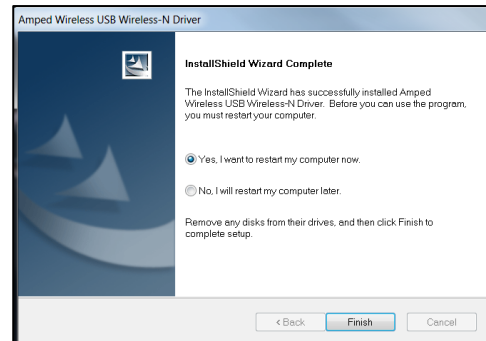 Amped Wireless USB Wireless-N Driver
InstallShield Wizard Complete
The InstallShield Wizard has successfully installed Amped
Wireless USB Wireless-N Driver. Before you can use the program,
you must restart your computer.
Yes, I want to restart my computer now.
No, I will restart my computer later.
Remove any disks from their drives, and then click Finish to
complete setup.
< Back Finish Cancel